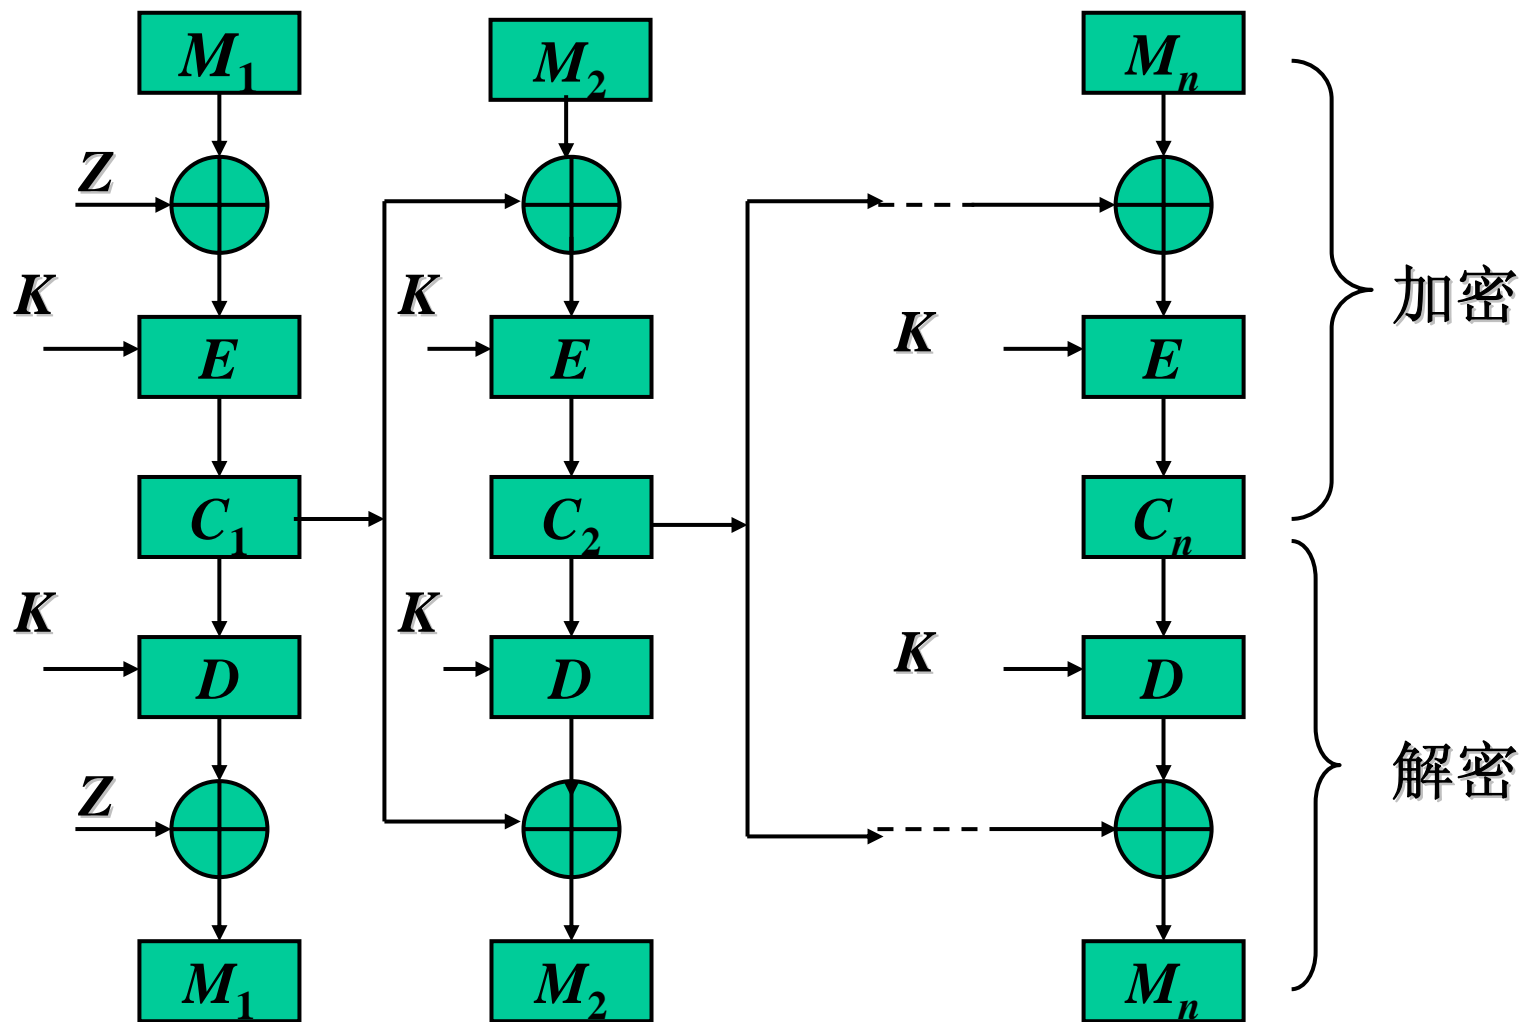 M1 M2 Mn
Z
K K K
E E E
加密
C1 C2 Cn
K K K
D D D
解密
Z
M1 M2 Mn